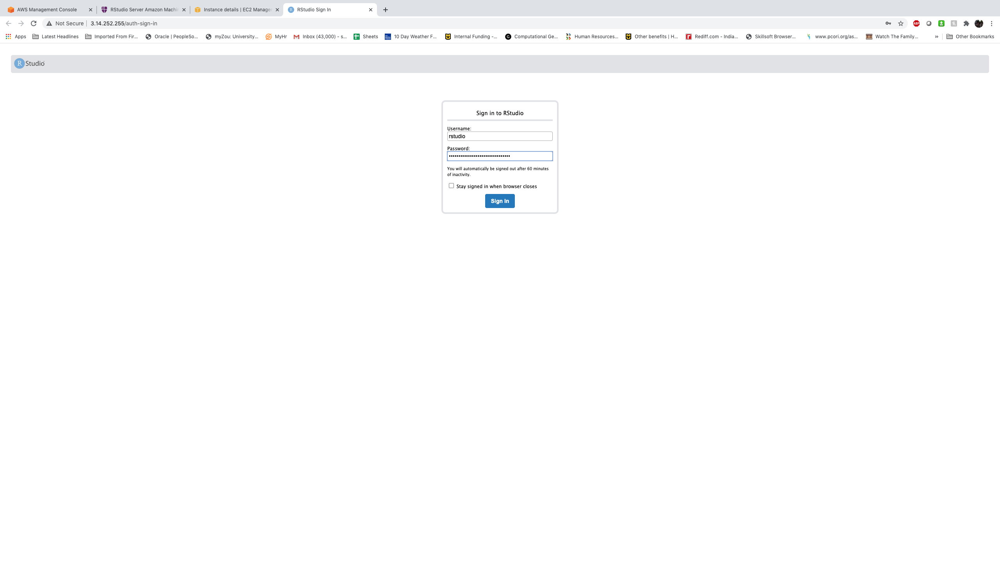 AWS Management Console
RStudio Server Amazon Machin
Instance details | EC2 Manager
RStudio Sign In
Not Secure
3.14.252.255/auth-sign-in
ABP
Apps
Latest Headlines
Imported From Fir...
Oracle | PeopleSo...
myZou: University...
MyHr
Inbox (43,000) - s...
Sheets
10 Day Weather F...
Internal Funding -...
Computational Ge...
Human Resources...
Other benefits | H...
Rediff.com - India...
Skillsoft Browser...
www.pcori.org/as...
Watch The Family...
»
Other Bookmarks
R Studio
Sign in to RStudio
Username:
rstudio
Password:
You will automatically be signed out after 60 minutes
of inactivity.
Stay signed in when browser closes
Sign In